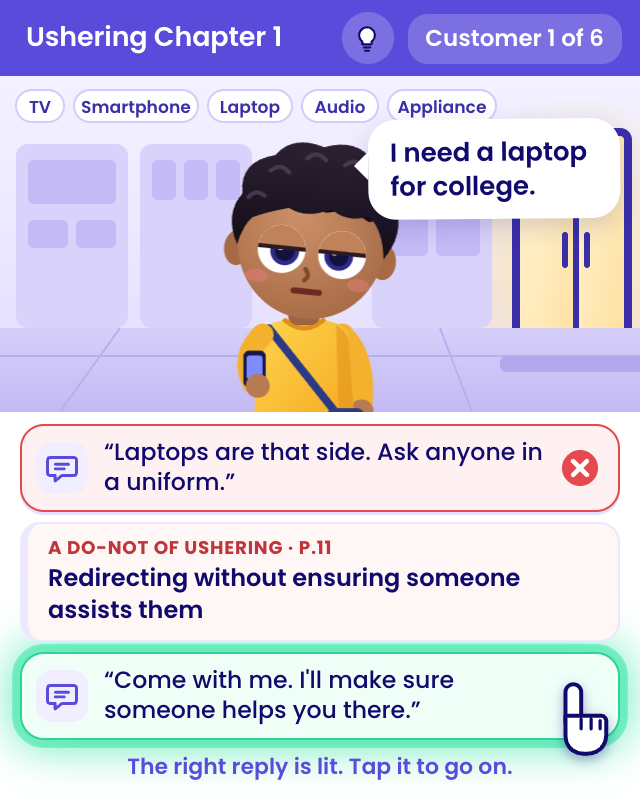 Ushering Chapter 1
Customer 1 of 6
TV
Smartphone
Laptop
Audio
Appliance
I need a laptop
for college.
“Laptops are that side. Ask anyone in
a uniform.”
A DO-NOT OF USHERING · P.11
Redirecting without ensuring someone
assists them
“Come with me. I'll make sure
someone helps you there.”
The right reply is lit. Tap it to go on.